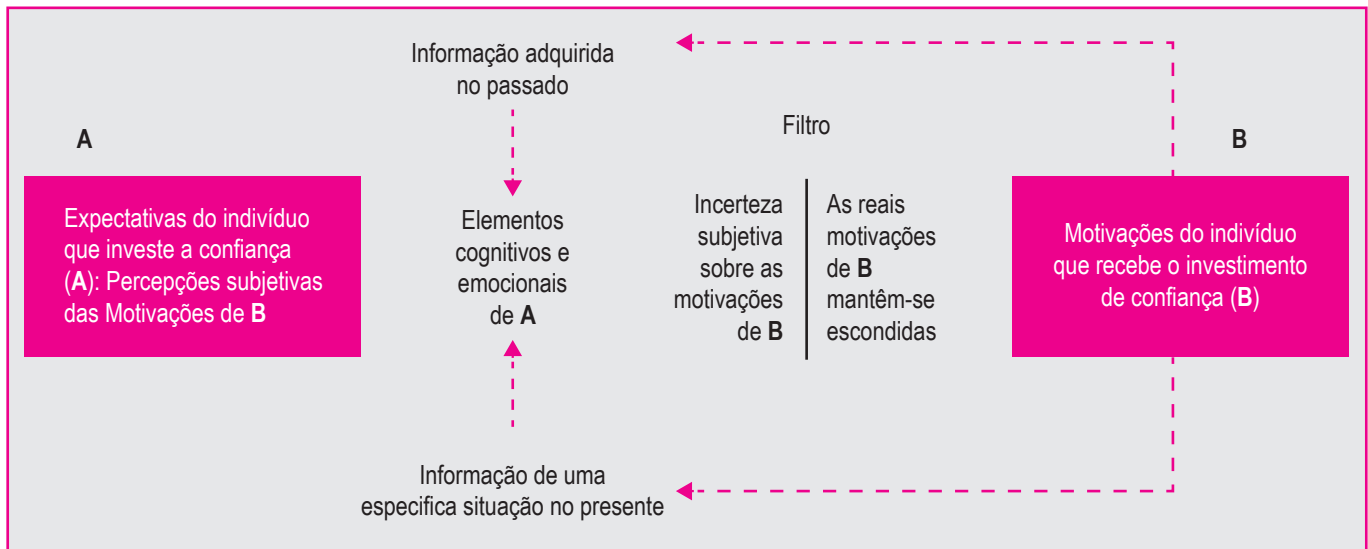 Informação adquirida
no passado
A
Filtro
B
Expectativas do indivíduo
que investe a confiança
(A): Percepções subjetivas
das Motivações de B
Elementos
cognitivos e
emocionais
de A
Incerteza
subjetiva
sobre as
motivações
de B
As reais
motivações
de B
mantêm-se
escondidas
Motivações do indivíduo
que recebe o investimento
de confiança (B)
Informação de uma
especifica situação no presente